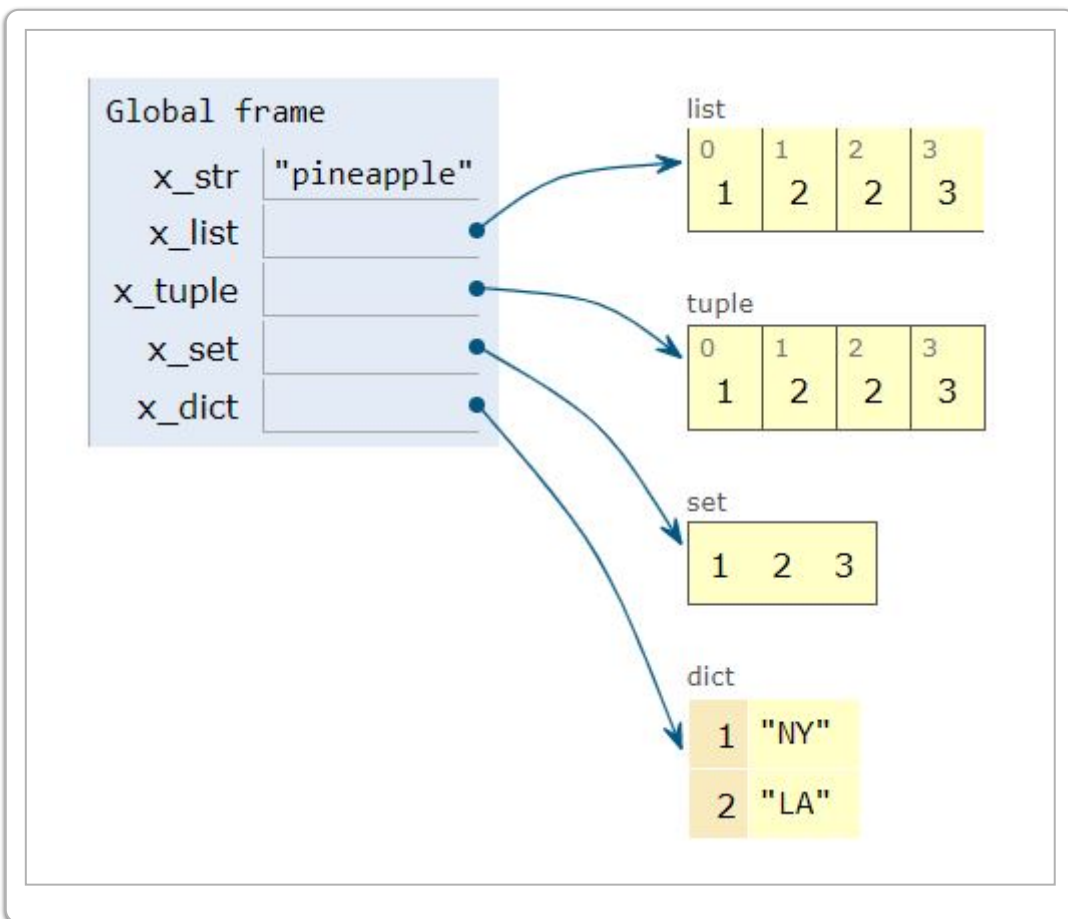 Global frame
x_str "pineapple"
x_list
x_tuple
x_set
x_dict
list
0 1 2 3
1 2 2 3
tuple
0 1 2 3
1 2 2 3
set
1 2 3
dict
1 "NY"
2 "LA"